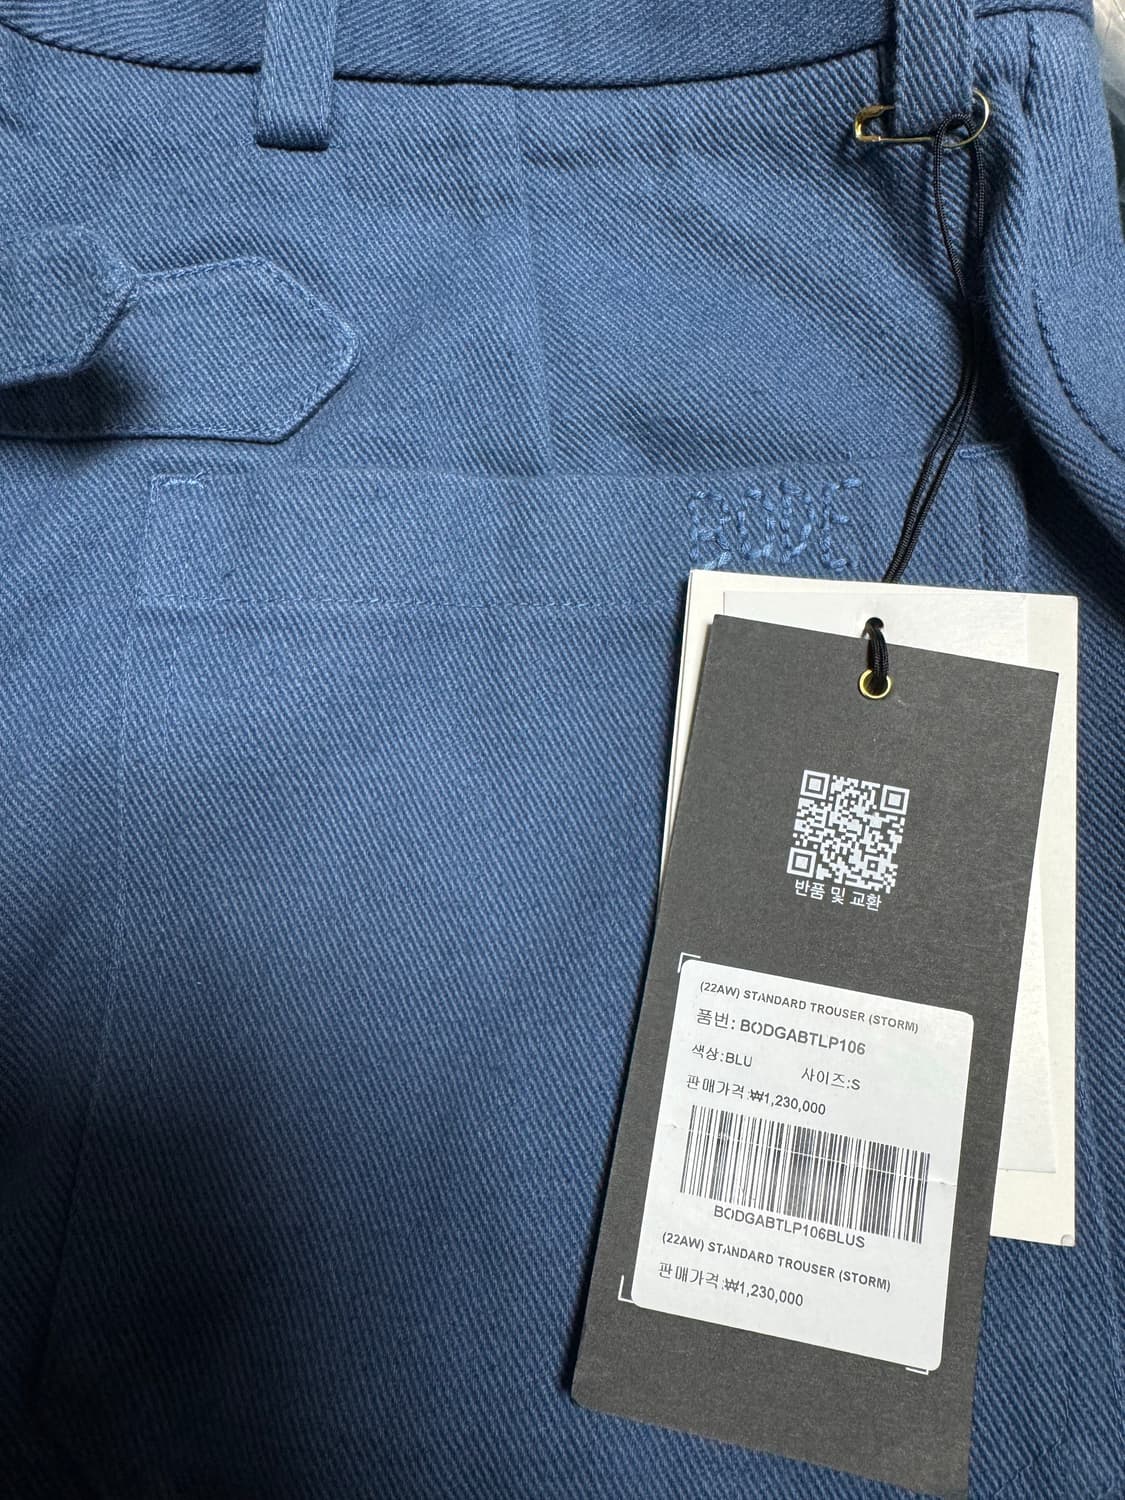 BODE
반품 및 교환
(22AW) STANDARD TROUSER (STORM)
품번: BODGABTLP106
색상:BLU 사이즈:S
판매가격:₩1,230,000
BODGABTLP106BLUS
(22AW) STANDARD TROUSER (STORM)
판매가격:₩1,230,000